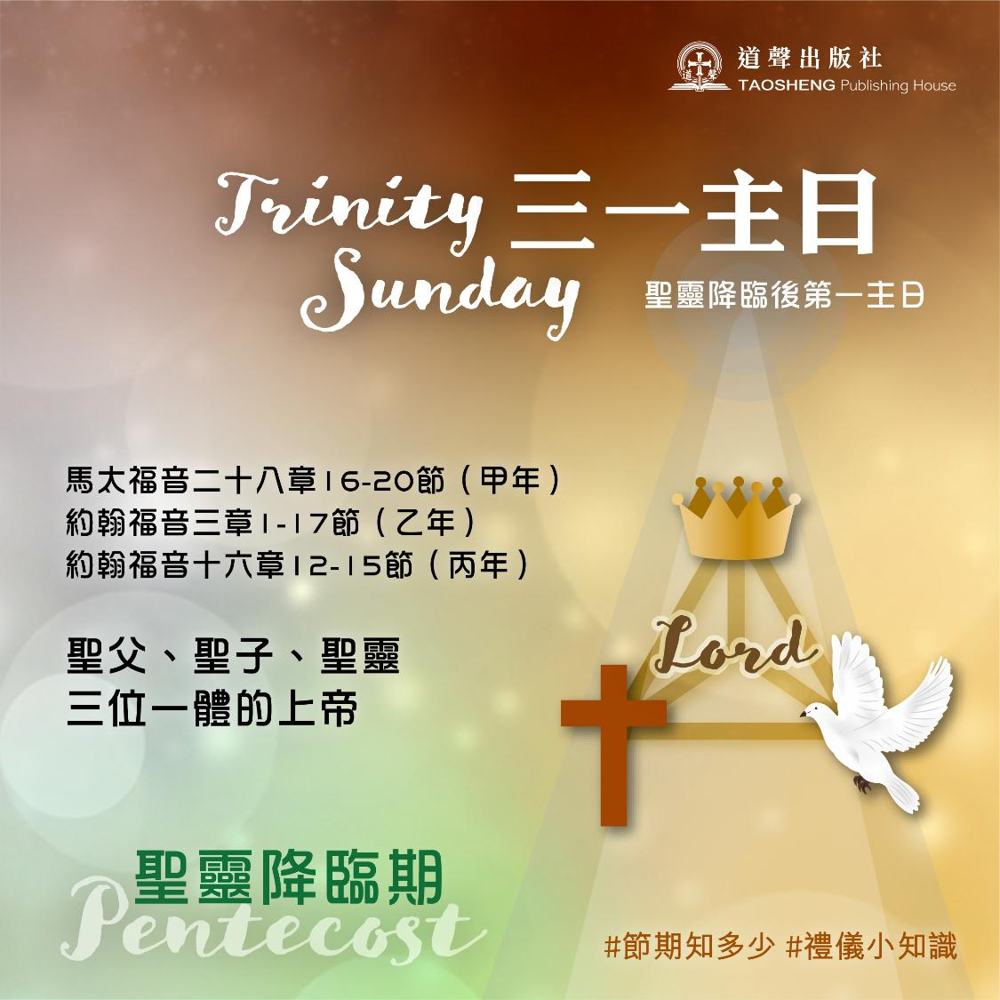 道聲出版社
TAOSHENG Publishing House
道 聲
Trinity Sunday
三一主日
聖靈降臨後第一主日
馬太福音二十八章16-20節（甲年）
約翰福音三章1-17節（乙年）
約翰福音十六章12-15節（丙年）
聖父、聖子、聖靈
三位一體的上帝
Lord
聖靈降臨期
Pentecost
#節期知多少 #禮儀小知識